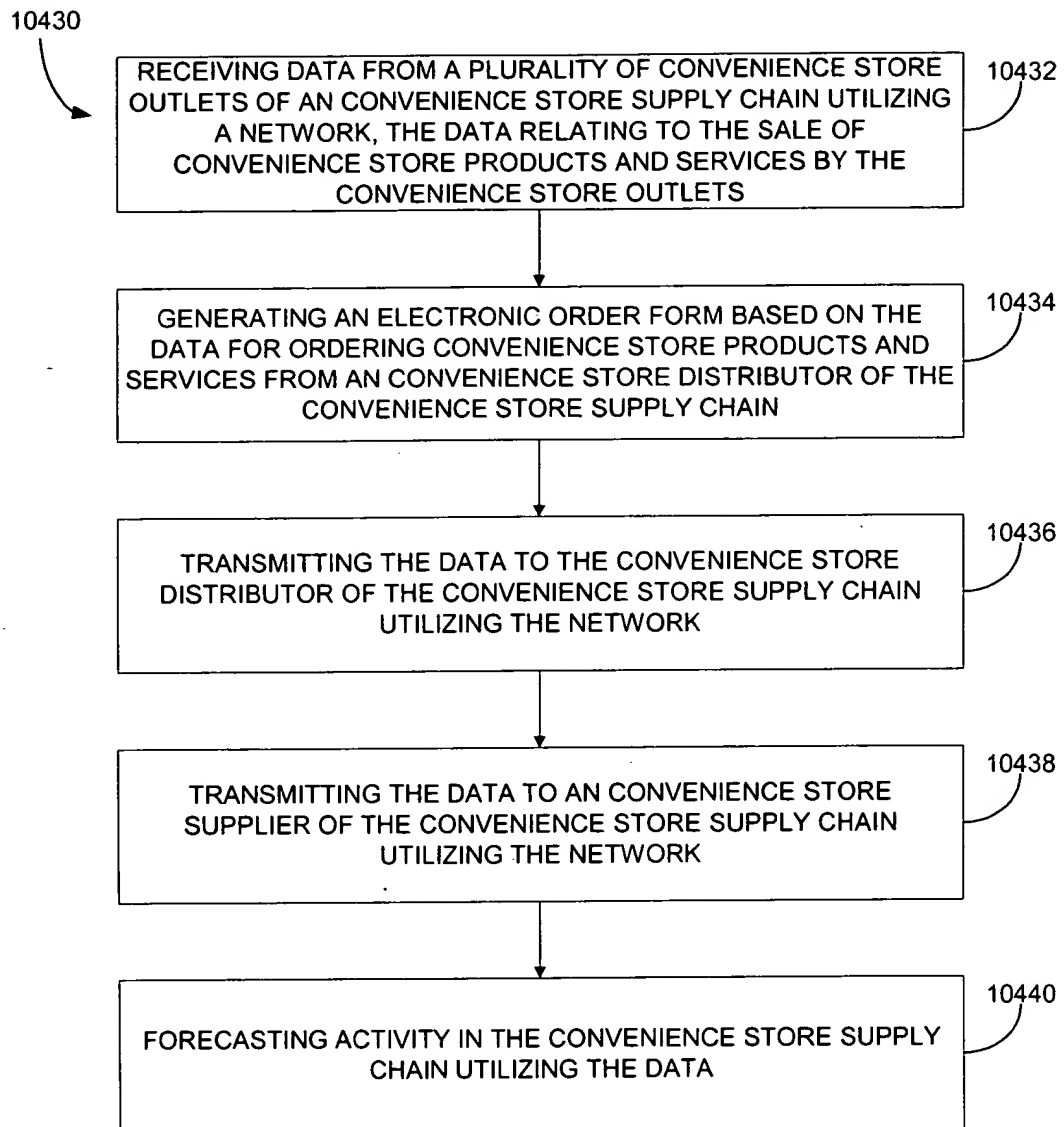 10430
RECEIVING DATA FROM A PLURALITY OF CONVENIENCE STORE
OUTLETS OF AN CONVENIENCE STORE SUPPLY CHAIN UTILIZING
A NETWORK, THE DATA RELATING TO THE SALE OF
CONVENIENCE STORE PRODUCTS AND SERVICES BY THE
CONVENIENCE STORE OUTLETS
10432
GENERATING AN ELECTRONIC ORDER FORM BASED ON THE
DATA FOR ORDERING CONVENIENCE STORE PRODUCTS AND
SERVICES FROM AN CONVENIENCE STORE DISTRIBUTOR OF THE
CONVENIENCE STORE SUPPLY CHAIN
10434
TRANSMITTING THE DATA TO THE CONVENIENCE STORE
DISTRIBUTOR OF THE CONVENIENCE STORE SUPPLY CHAIN
UTILIZING THE NETWORK
10436
TRANSMITTING THE DATA TO AN CONVENIENCE STORE
SUPPLIER OF THE CONVENIENCE STORE SUPPLY CHAIN
UTILIZING THE NETWORK
10438
FORECASTING ACTIVITY IN THE CONVENIENCE STORE SUPPLY
CHAIN UTILIZING THE DATA
10440